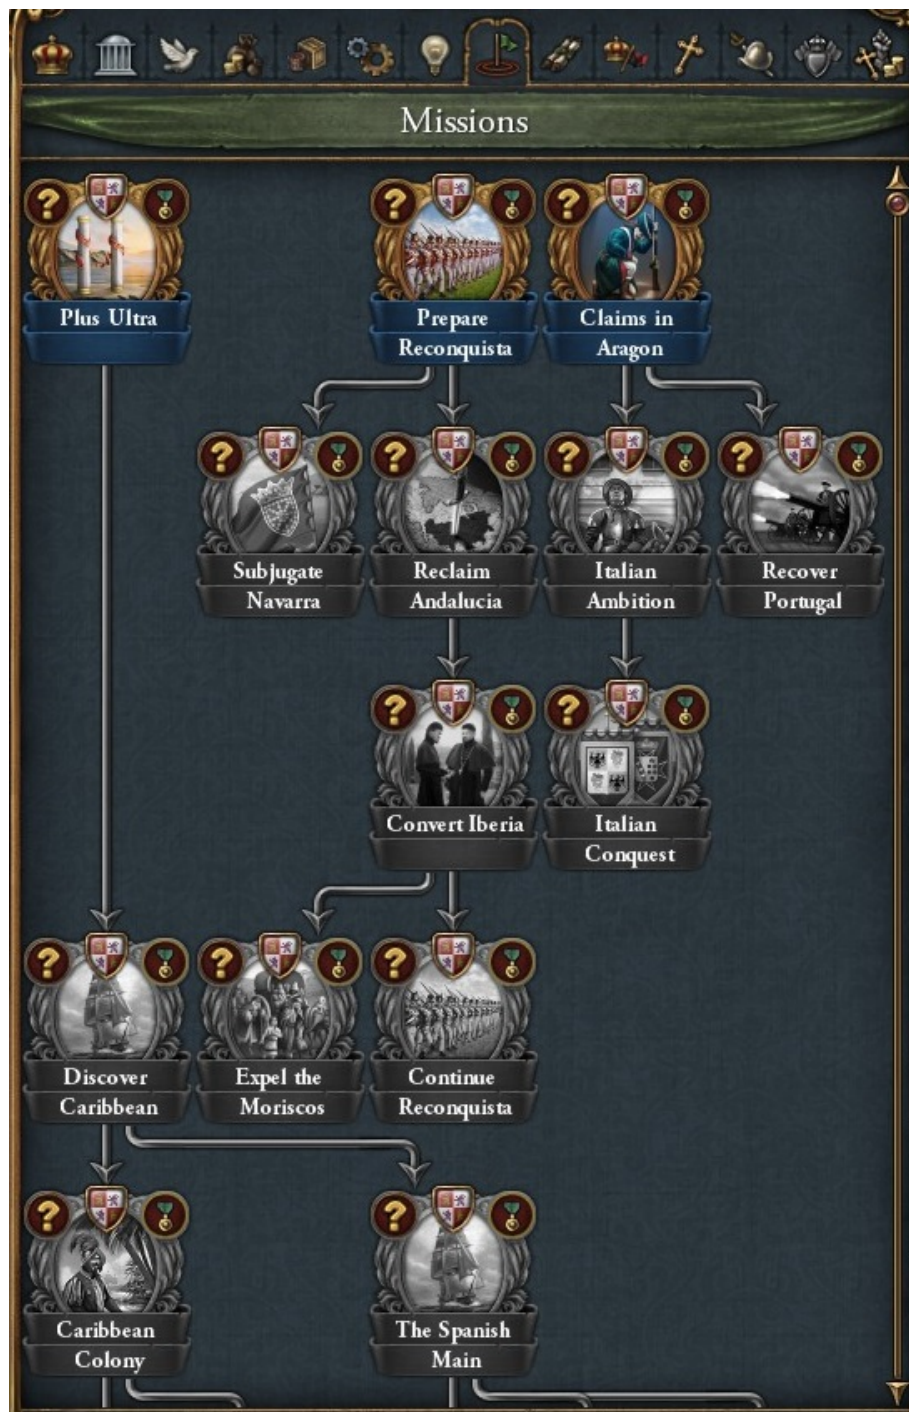 Missions
Plus Ultra
Prepare
Reconquista
Claims in
Aragon
Subjugate
Navarra
Reclaim
Andalucia
Italian
Ambition
Recover
Portugal
Convert Iberia
Italian
Conquest
Discover
Caribbean
Expel the
Moriscos
Continue
Reconquista
Caribbean
Colony
The Spanish
Main